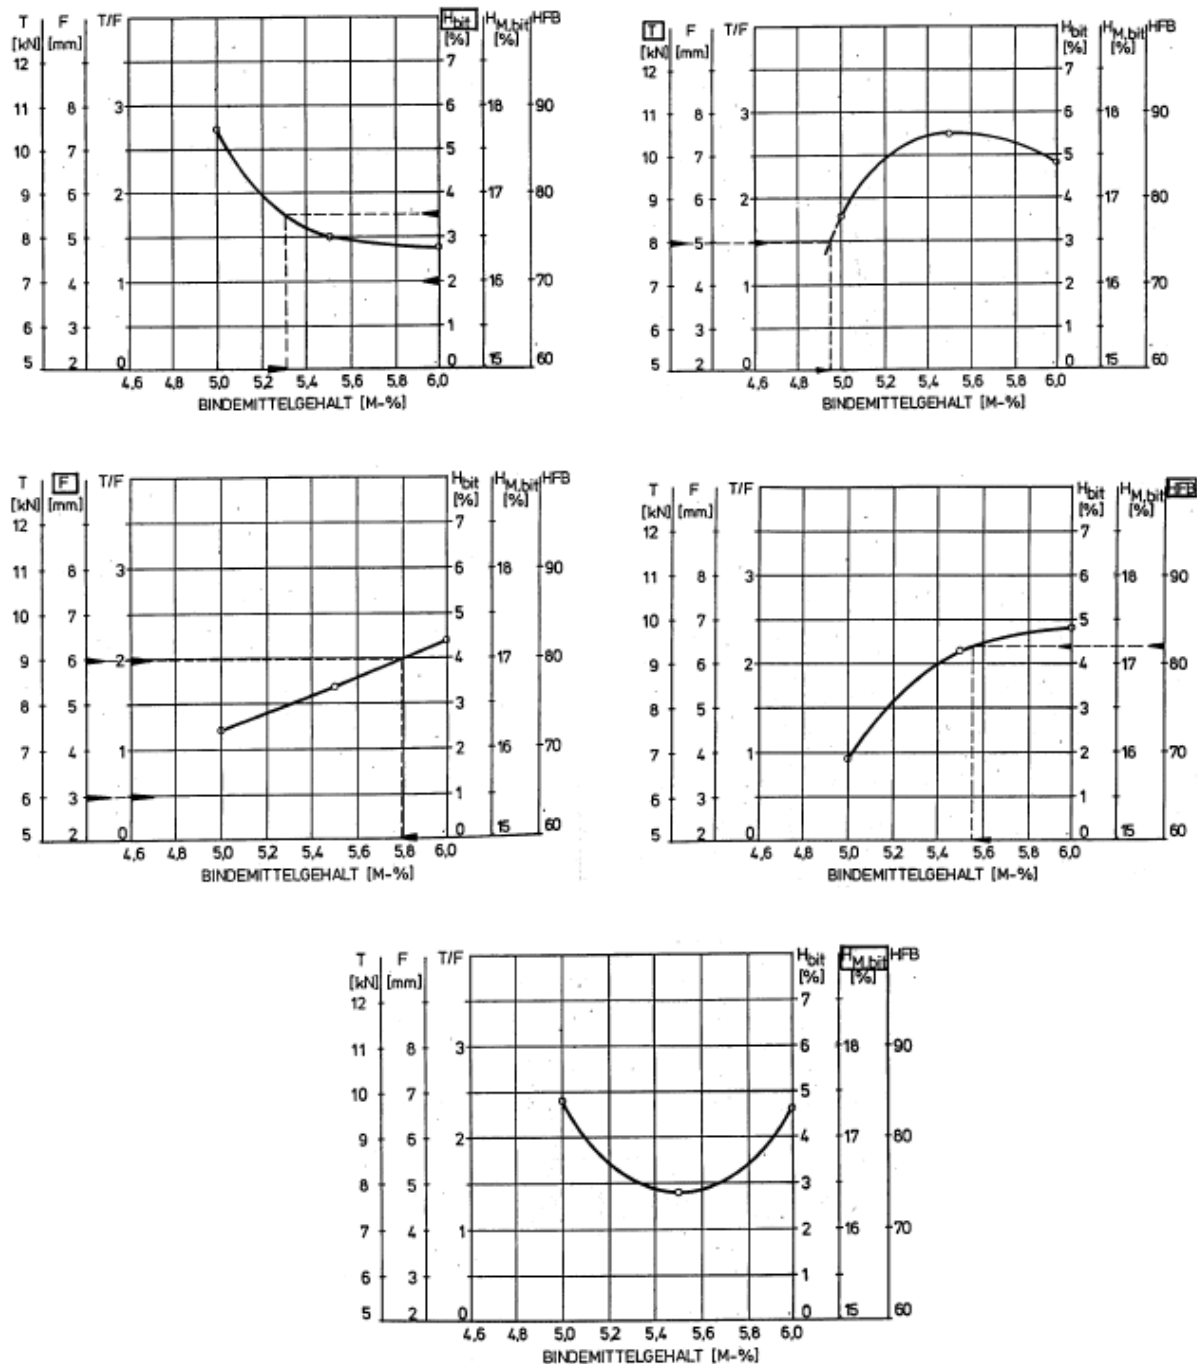 T F T/F H_bit H_M,bit HFB
[kN] [mm] [%] [%]
12 7
11 8 3 6 18 90
10 7 5
9 6 2 4 17 80
8 5 3
7 4 1 2 16 70
6 3 1
5 2 0 0 15 60
4,6 4,8 5,0 5,2 5,4 5,6 5,8 6,0
BINDEMITTELGEHALT [M-%]
T F T/F H_bit H_M,bit HFB
[kN] [mm] [%] [%]
12 7
11 8 3 6 18 90
10 7 5
9 6 2 4 17 80
8 5 3
7 4 1 2 16 70
6 3 1
5 2 0 0 15 60
4,6 4,8 5,0 5,2 5,4 5,6 5,8 6,0
BINDEMITTELGEHALT [M-%]
T F T/F H_bit H_M,bit HFB
[kN] [mm] [%] [%]
12 7
11 8 3 6 18 90
10 7 5
9 6 2 4 17 80
8 5 3
7 4 1 2 16 70
6 3 1
5 2 0 0 15 60
4,6 4,8 5,0 5,2 5,4 5,6 5,8 6,0
BINDEMITTELGEHALT [M-%]
T F T/F H_bit H_M,bit HFB
[kN] [mm] [%] [%]
12 7
11 8 3 6 18 90
10 7 5
9 6 2 4 17 80
8 5 3
7 4 1 2 16 70
6 3 1
5 2 0 0 15 60
4,6 4,8 5,0 5,2 5,4 5,6 5,8 6,0
BINDEMITTELGEHALT [M-%]
T F T/F H_bit H_M,bit HFB
[kN] [mm] [%] [%]
12 7
11 8 3 6 18 90
10 7 5
9 6 2 4 17 80
8 5 3
7 4 1 2 16 70
6 3 1
5 2 0 0 15 60
4,6 4,8 5,0 5,2 5,4 5,6 5,8 6,0
BINDEMITTELGEHALT [M-%]